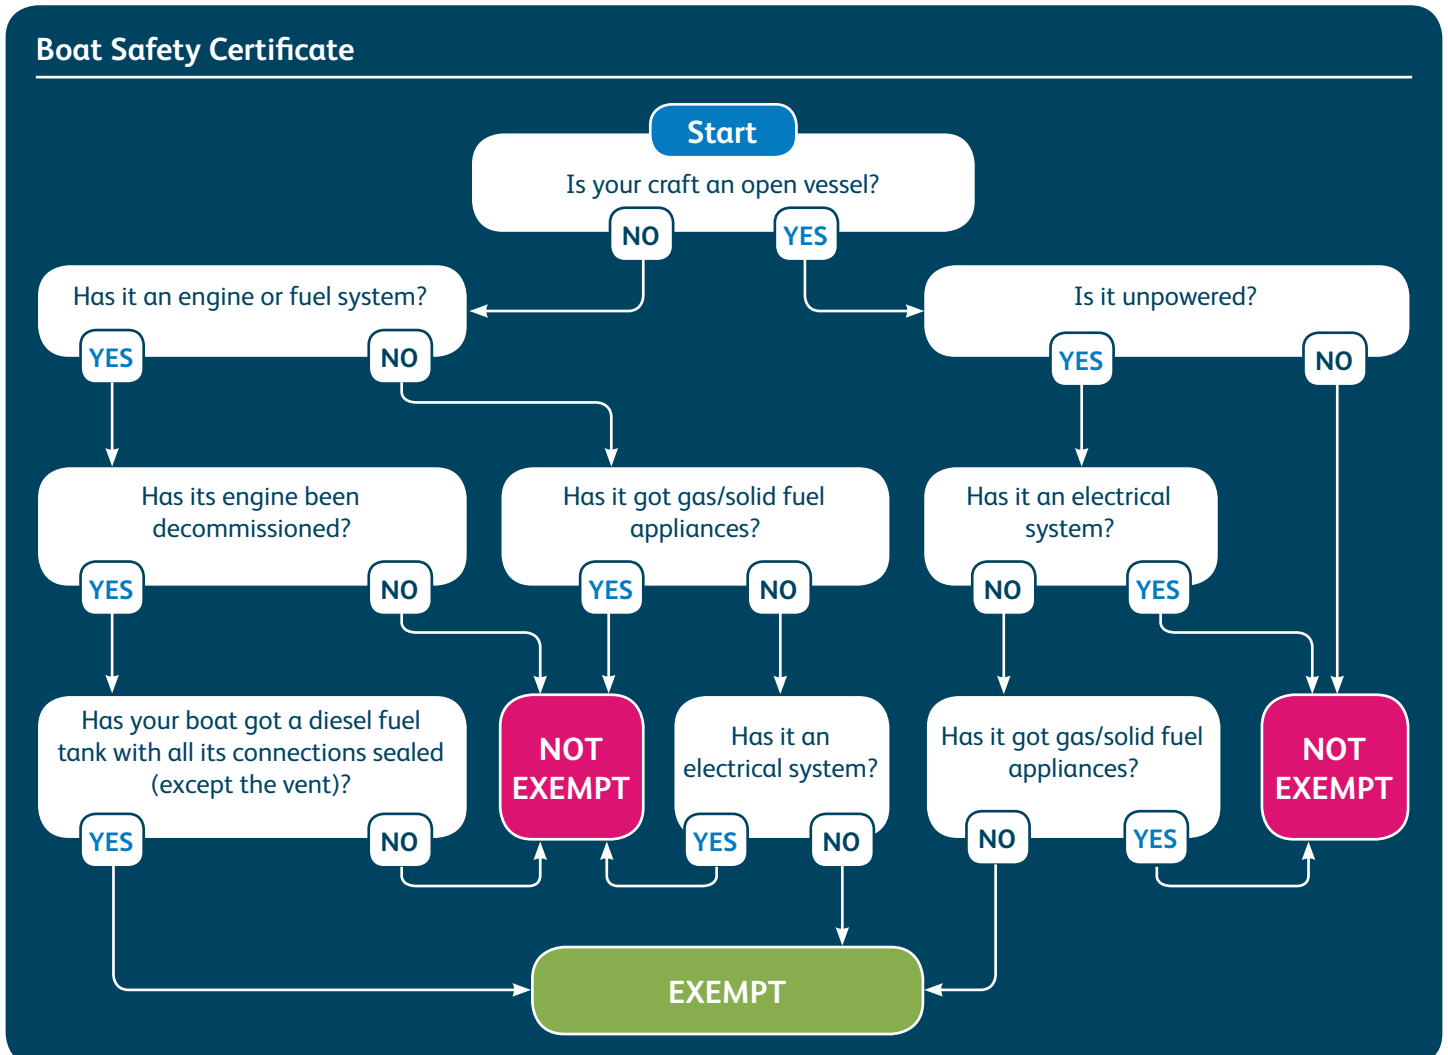 Boat Safety Certificate
Start
Is your craft an open vessel?
NO
YES
Has it an engine or fuel system?
YES
NO
Is it unpowered?
YES
NO
Has its engine been
decommissioned?
YES
NO
Has it got gas/solid fuel
appliances?
YES
NO
Has it an electrical
system?
NO
YES
Has your boat got a diesel fuel
tank with all its connections sealed
(except the vent)?
YES
NO
NOT
EXEMPT
Has it an
electrical system?
YES
NO
Has it got gas/solid fuel
appliances?
NO
YES
NOT
EXEMPT
EXEMPT